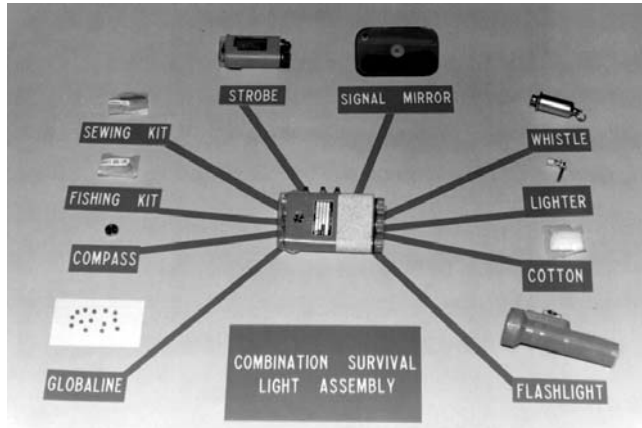 STROBE
SIGNAL MIRROR
SEWING KIT
WHISTLE
FISHING KIT
LIGHTER
COMPASS
COTTON
GLOBALINE
COMBINATION SURVIVAL
LIGHT ASSEMBLY
FLASHLIGHT